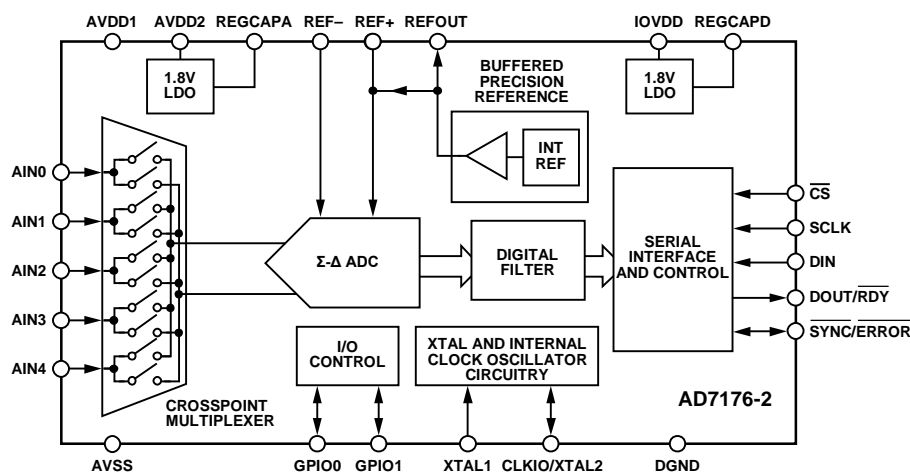 AVDD1 AVDD2 REGCAPA REF– REF+ REFOUT IOVDD REGCAPD
1.8V
LDO
BUFFERED
PRECISION
REFERENCE
1.8V
LDO
INT
REF
AIN0
AIN1
AIN2
AIN3
AIN4
Σ-Δ ADC
DIGITAL
FILTER
SERIAL
INTERFACE
AND CONTROL
CS
SCLK
DIN
DOUT/RDY
SYNC/ERROR
I/O
CONTROL
XTAL AND INTERNAL
CLOCK OSCILLATOR
CIRCUITRY
CROSSPOINT
MULTIPLEXER
AD7176-2
AVSS GPIO0 GPIO1 XTAL1 CLKIO/XTAL2 DGND